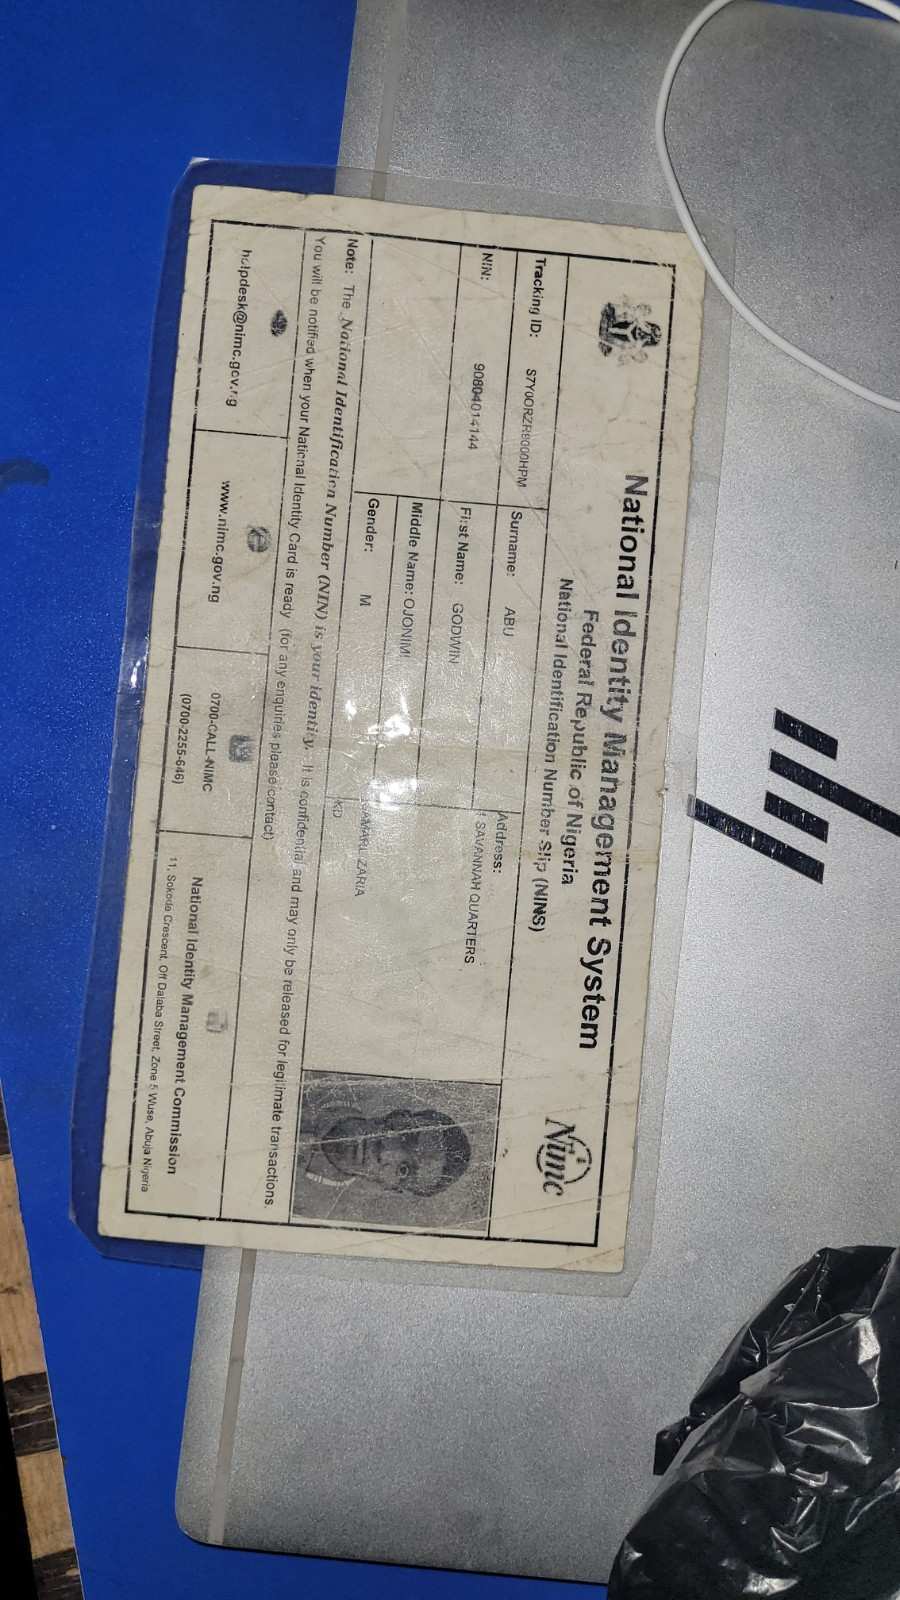 National Identity Management System
Federal Republic of Nigeria
National Identification Number Slip (NINS)
Nimc
Tracking ID: S7Y0ORZR8000HPM
Surname: ABU
Address:
SAVANNAH QUARTERS
NIN: 90804014144
First Name: GODWIN
Middle Name: OJONIMI
Gender: M
ZARIA
KD
Note: The National Identification Number (NIN) is your identity. It is confidential and may only be released for legitimate transactions.
You will be notified when your National Identity Card is ready (for any enquiries please contact)
helpdesk@nimc.gov.ng
www.nimc.gov.ng
0700-CALL-NIMC
(0700-2255-646)
National Identity Management Commission
11, Sokode Crescent, Off Dalaba Street, Zone 5 Wuse, Abuja Nigeria